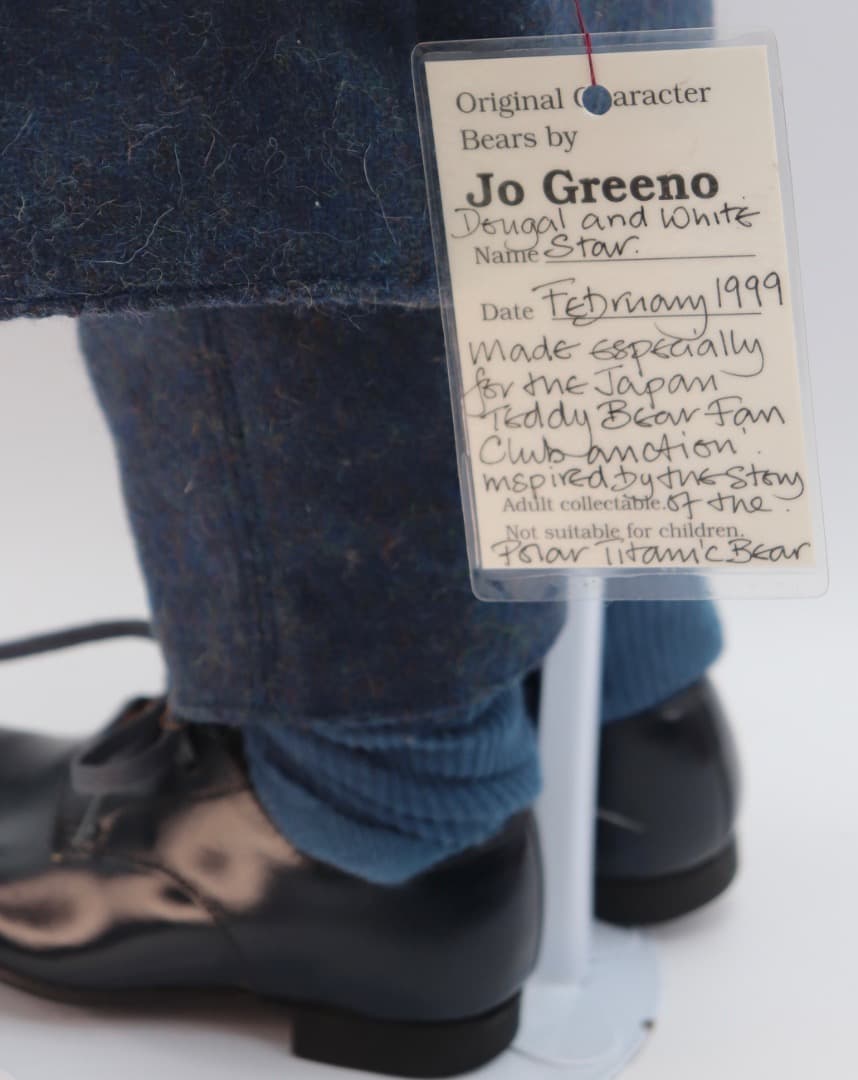 Original Character
Bears by
Jo Greeno
Dougal and White
Name Star.
Date February 1999
Made especially
for the Japan
Teddy Bear Fan
Club auction.
Inspired by the story
Adult collectable. of the
Not suitable for children.
Polar Titanic Bear